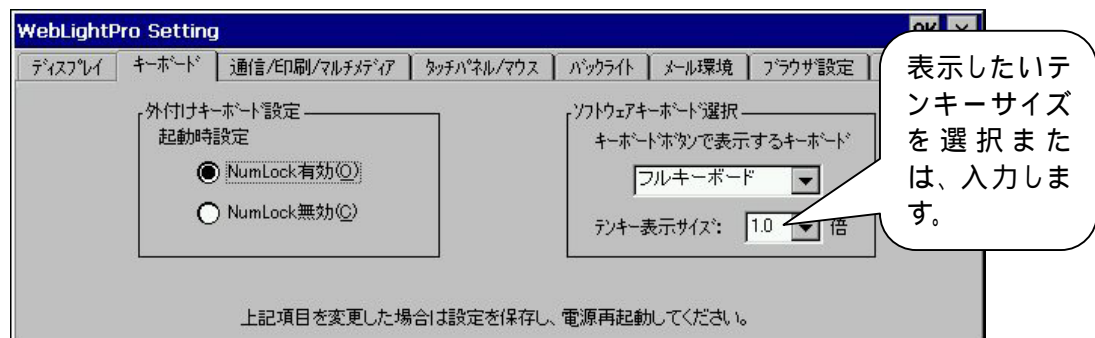 WebLightPro Setting
OK ×
ﾃﾞｨｽﾌﾟﾚｲ ｷｰﾎﾞｰﾄﾞ 通信/印刷/ﾏﾙﾁﾒﾃﾞｨｱ ﾀｯﾁﾊﾟﾈﾙ/ﾏｳｽ ﾊﾞｯｸﾗｲﾄ ﾒｰﾙ環境 ﾌﾞﾗｳｻﾞ設定
外付けｷｰﾎﾞｰﾄﾞ設定
起動時設定
NumLock有効(O)
NumLock無効(C)
ｿﾌﾄｳｪｱｷｰﾎﾞｰﾄﾞ選択
ｷｰﾎﾞｰﾄﾞﾎﾞﾀﾝで表示するｷｰﾎﾞｰﾄﾞ
フルキーボード
ﾃﾝｷｰ表示ｻｲｽﾞ: 1.0 倍
表示したいテ
ンキーサイズ
を選択また
は、入力しま
す。
上記項目を変更した場合は設定を保存し、電源再起動してください。